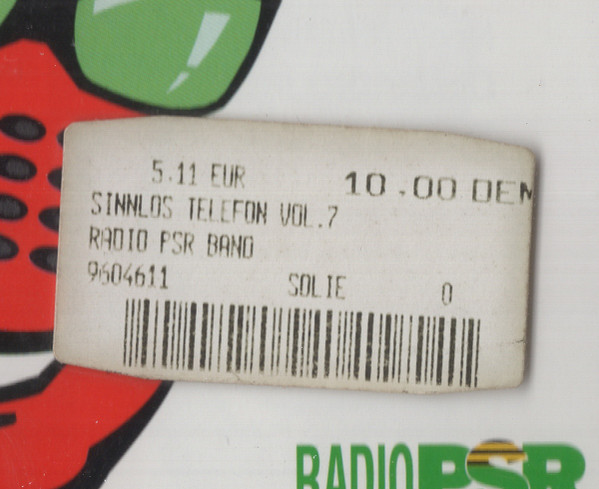 5.11 EUR 10.00 DEM
SINNLOS TELEFON VOL.7
RADIO PSR BAND
9604611 SOLIE 0
RADIO PSR